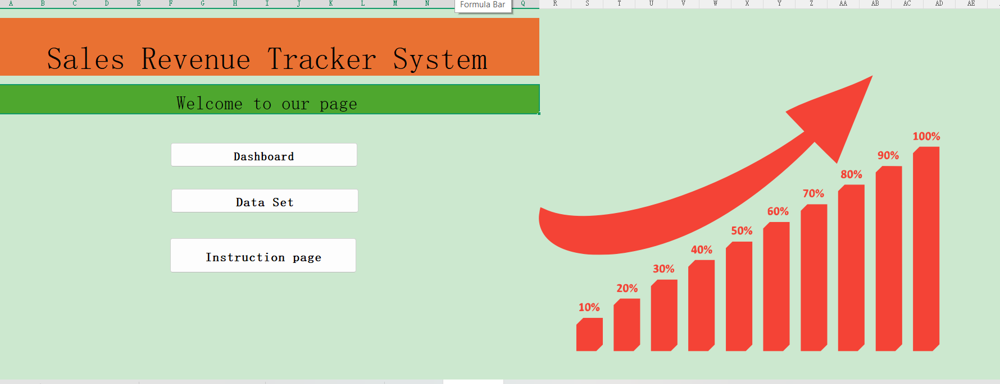 A B C D E F G H I J K L M N Formula Bar Q R S T U V W X Y Z AA AB AC AD AE
Sales Revenue Tracker System
Welcome to our page
Dashboard
Data Set
Instruction page
100%
90%
80%
70%
60%
50%
40%
30%
20%
10%